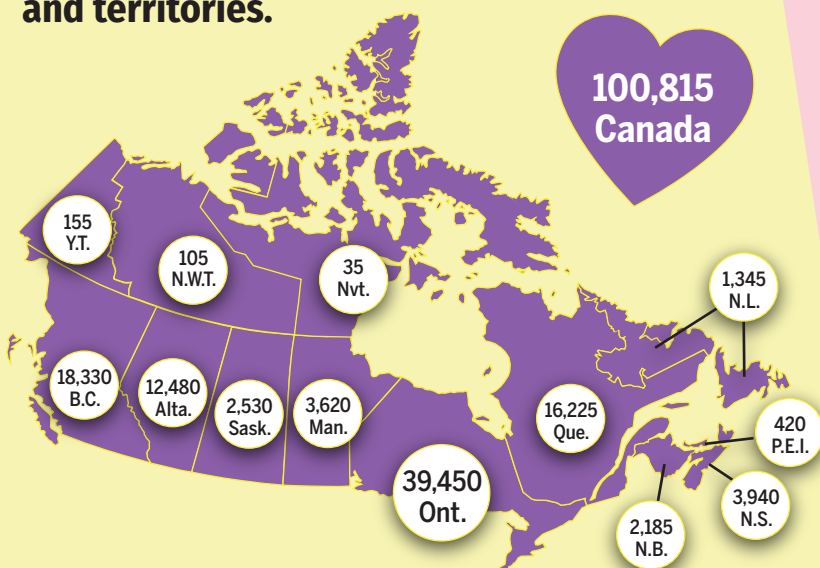 and territories.
100,815
Canada
155
Y.T.
105
N.W.T.
35
Nvt.
1,345
N.L.
18,330
B.C.
12,480
Alta.
2,530
Sask.
3,620
Man.
16,225
Que.
420
P.E.I.
39,450
Ont.
3,940
N.S.
2,185
N.B.